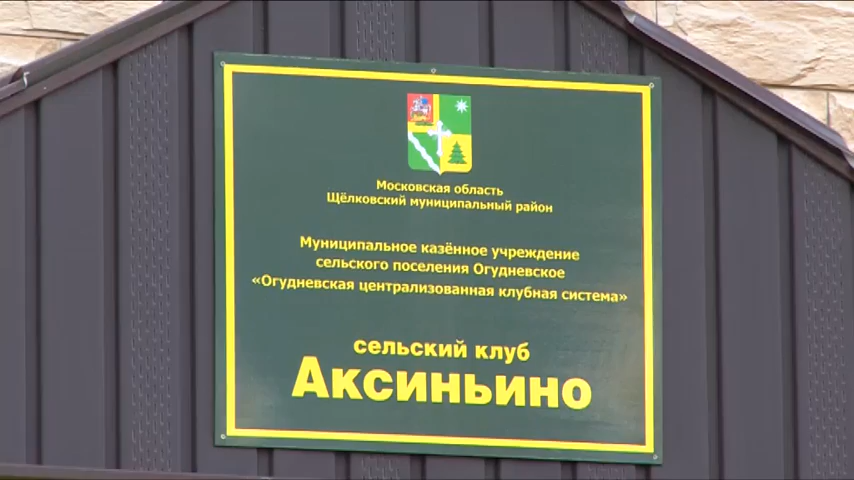 Московская область
Щёлковский муниципальный район
Муниципальное казённое учреждение
сельского поселения Огудневское
«Огудневская централизованная клубная система»
сельский клуб
Аксиньино